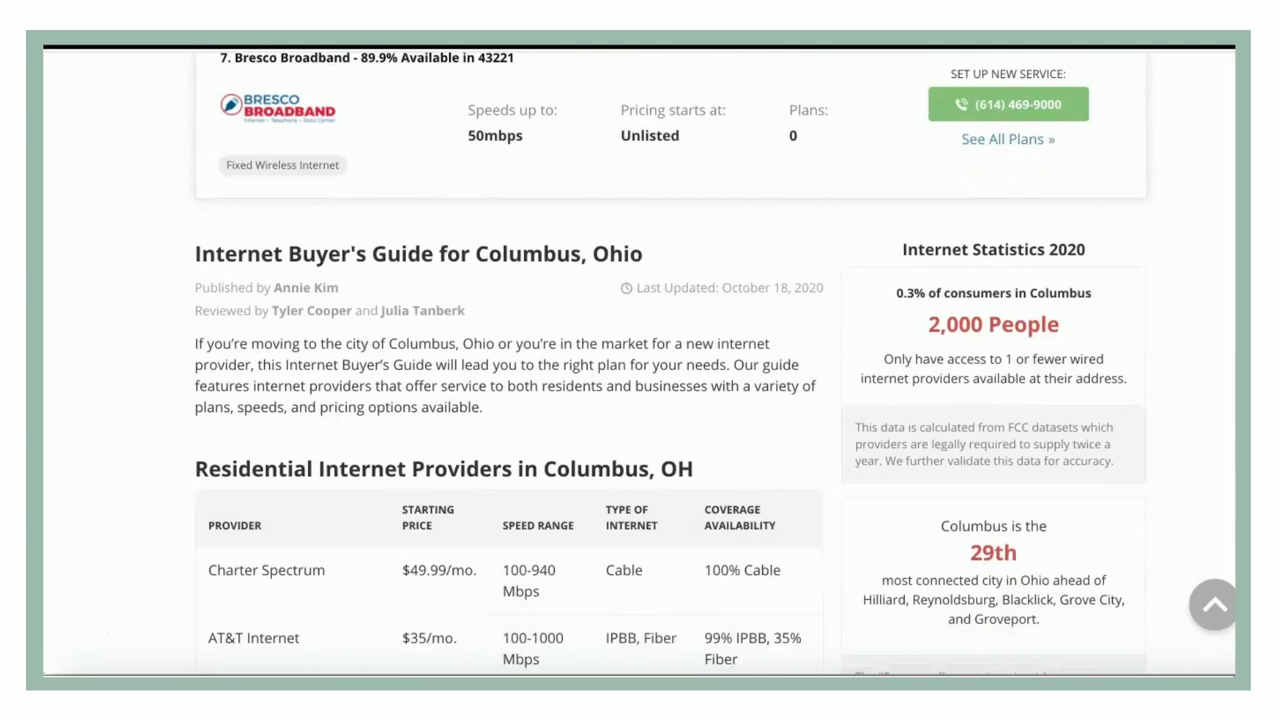 7. Bresco Broadband - 89.9% Available in 43221
BRESCO
BROADBAND
Internet - Telephone - Data Center
Speeds up to:
50mbps
Pricing starts at:
Unlisted
Plans:
0
SET UP NEW SERVICE:
(614) 469-9000
See All Plans »
Fixed Wireless Internet
Internet Buyer's Guide for Columbus, Ohio
Published by Annie Kim
Last Updated: October 18, 2020
Reviewed by Tyler Cooper and Julia Tanberk
If you're moving to the city of Columbus, Ohio or you're in the market for a new internet
provider, this Internet Buyer's Guide will lead you to the right plan for your needs. Our guide
features internet providers that offer service to both residents and businesses with a variety of
plans, speeds, and pricing options available.
Residential Internet Providers in Columbus, OH
PROVIDER
STARTING
PRICE
SPEED RANGE
TYPE OF
INTERNET
COVERAGE
AVAILABILITY
Charter Spectrum
$49.99/mo.
100-940
Mbps
Cable
100% Cable
AT&T Internet
$35/mo.
100-1000
Mbps
IPBB, Fiber
99% IPBB, 35%
Fiber
Internet Statistics 2020
0.3% of consumers in Columbus
2,000 People
Only have access to 1 or fewer wired
internet providers available at their address.
This data is calculated from FCC datasets which
providers are legally required to supply twice a
year. We further validate this data for accuracy.
Columbus is the
29th
most connected city in Ohio ahead of
Hilliard, Reynoldsburg, Blacklick, Grove City,
and Groveport.